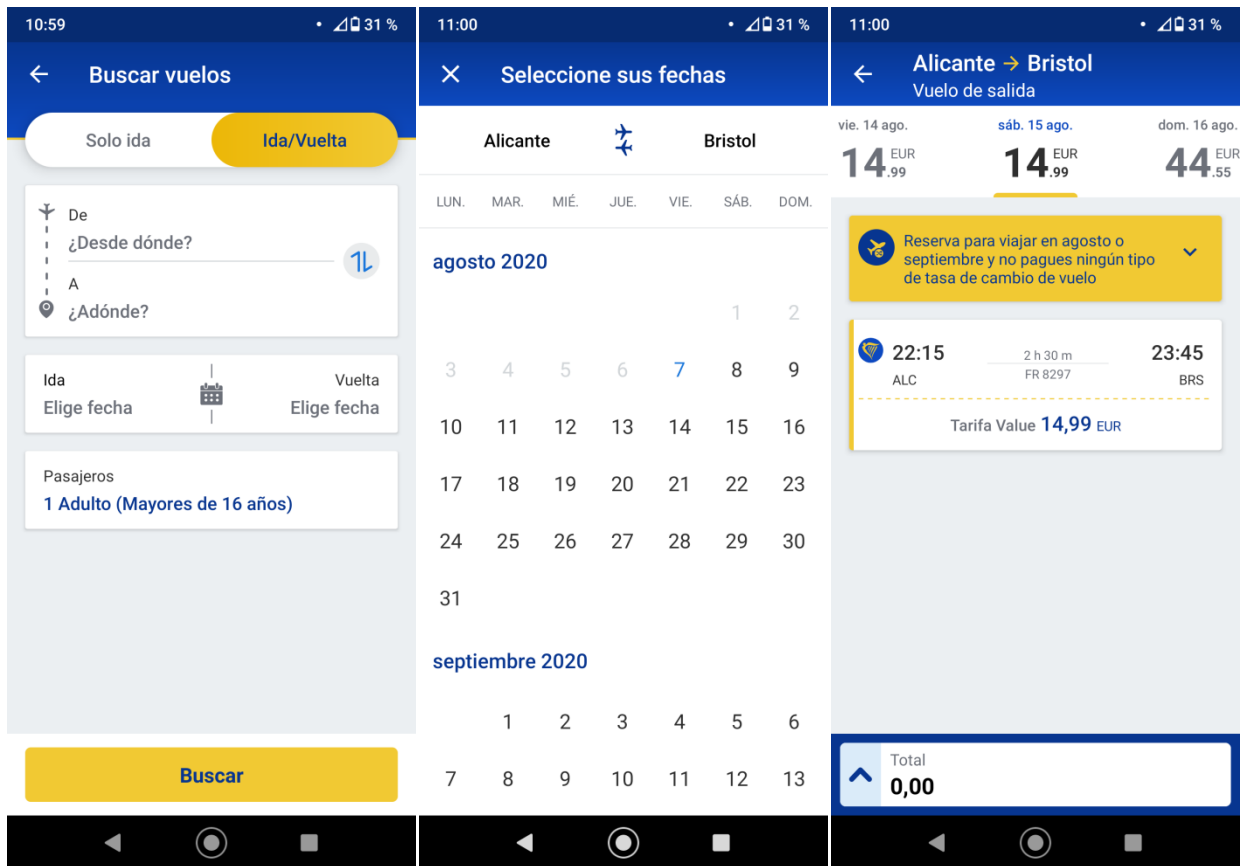 10:59
31 %
Buscar vuelos
Solo ida
Ida/Vuelta
De
¿Desde dónde?
A
¿Adónde?
Ida
Vuelta
Elige fecha
Elige fecha
Pasajeros
1 Adulto (Mayores de 16 años)
Buscar
11:00
31 %
Seleccione sus fechas
Alicante
Bristol
LUN. MAR. MIÉ. JUE. VIE. SÁB. DOM.
agosto 2020
1 2
3 4 5 6 7 8 9
10 11 12 13 14 15 16
17 18 19 20 21 22 23
24 25 26 27 28 29 30
31
septiembre 2020
1 2 3 4 5 6
7 8 9 10 11 12 13
11:00
31 %
Alicante → Bristol
Vuelo de salida
vie. 14 ago. sáb. 15 ago. dom. 16 ago.
14.99 EUR 14.99 EUR 44.55 EUR
Reserva para viajar en agosto o
septiembre y no pagues ningún tipo
de tasa de cambio de vuelo
22:15 2 h 30 m 23:45
ALC FR 8297 BRS
Tarifa Value 14,99 EUR
Total
0,00